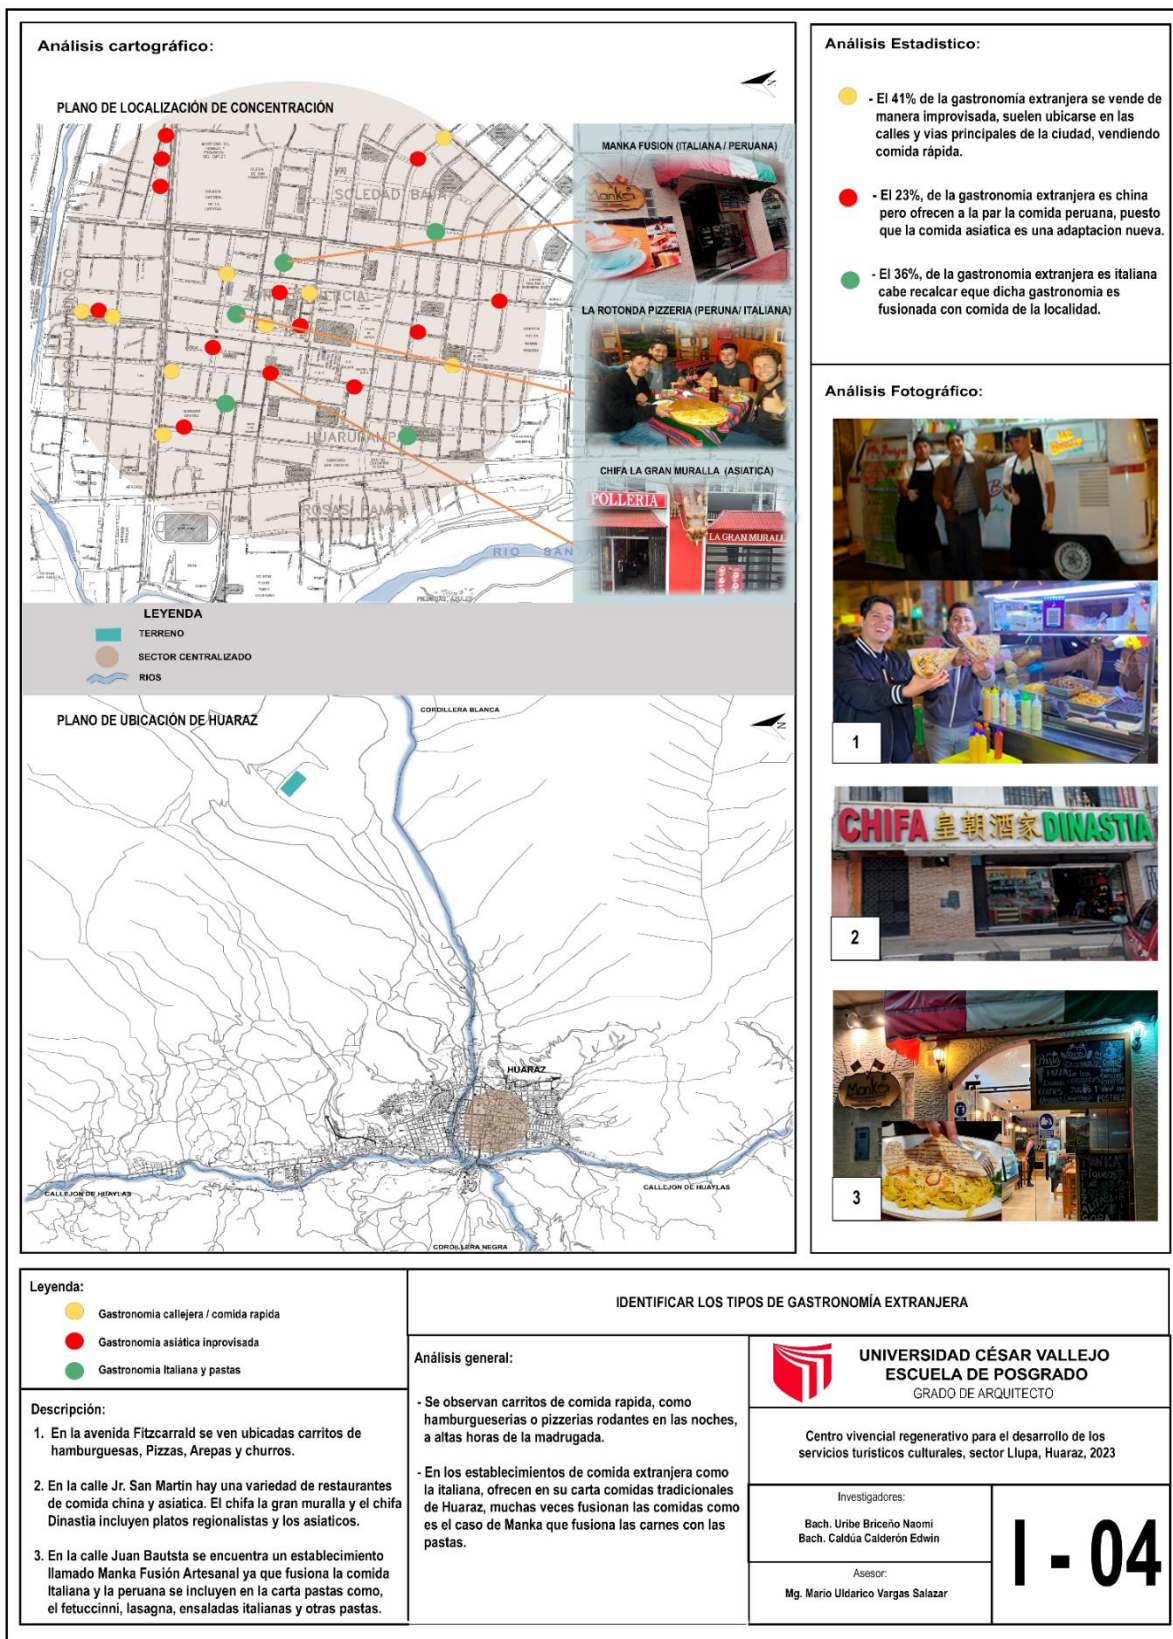 Análisis cartográfico:
PLANO DE LOCALIZACIÓN DE CONCENTRACIÓN
N
SOLEDAD BAJA
HUARUPAMPA
ROSAS PAMPA
RIO SANTA
PIEDRAS AZULES
MANKA FUSION (ITALIANA / PERUANA)
Manka
LA ROTONDA PIZZERIA (PERUNA/ ITALIANA)
CHIFA LA GRAN MURALLA (ASIATICA)
POLLERIA
LA GRAN MURALL
LEYENDA
TERRENO
SECTOR CENTRALIZADO
RIOS
PLANO DE UBICACIÓN DE HUARAZ
CORDILLERA BLANCA
N
HUARAZ
CALLEJON DE HUAYLAS
CALLEJON DE HUAYLAS
CORDILLERA NEGRA
Análisis Estadistico:
- El 41% de la gastronomía extranjera se vende de
manera improvisada, suelen ubicarse en las
calles y vias principales de la ciudad, vendiendo
comida rápida.
- El 23%, de la gastronomia extranjera es china
pero ofrecen a la par la comida peruana, puesto
que la comida asiatica es una adaptacion nueva.
- El 36%, de la gastronomia extranjera es italiana
cabe recalcar eque dicha gastronomia es
fusionada con comida de la localidad.
Análisis Fotográfico:
1
CHIFA 皇朝酒家 DINASTIA
2
Manka
3
Leyenda:
Gastronomia callejera / comida rapida
Gastronomia asiática inprovisada
Gastronomia Italiana y pastas
Descripción:
1. En la avenida Fitzcarrald se ven ubicadas carritos de
hamburguesas, Pizzas, Arepas y churros.
2. En la calle Jr. San Martin hay una variedad de restaurantes
de comida china y asiatica. El chifa la gran muralla y el chifa
Dinastia incluyen platos regionalistas y los asiaticos.
3. En la calle Juan Bautsta se encuentra un establecimiento
llamado Manka Fusión Artesanal ya que fusiona la comida
Italiana y la peruana se incluyen en la carta pastas como,
el fetuccinni, lasagna, ensaladas italianas y otras pastas.
IDENTIFICAR LOS TIPOS DE GASTRONOMÍA EXTRANJERA
Análisis general:
- Se observan carritos de comida rapida, como
hamburgueserias o pizzerias rodantes en las noches,
a altas horas de la madrugada.
- En los establecimientos de comida extranjera como
la italiana, ofrecen en su carta comidas tradicionales
de Huaraz, muchas veces fusionan las comidas como
es el caso de Manka que fusiona las carnes con las
pastas.
UNIVERSIDAD CÉSAR VALLEJO
ESCUELA DE POSGRADO
GRADO DE ARQUITECTO
Centro vivencial regenerativo para el desarrollo de los
servicios turísticos culturales, sector Llupa, Huaraz, 2023
Investigadores:
Bach. Uribe Briceño Naomi
Bach. Caldúa Calderón Edwin
Asesor:
Mg. Mario Uldarico Vargas Salazar
I - 04